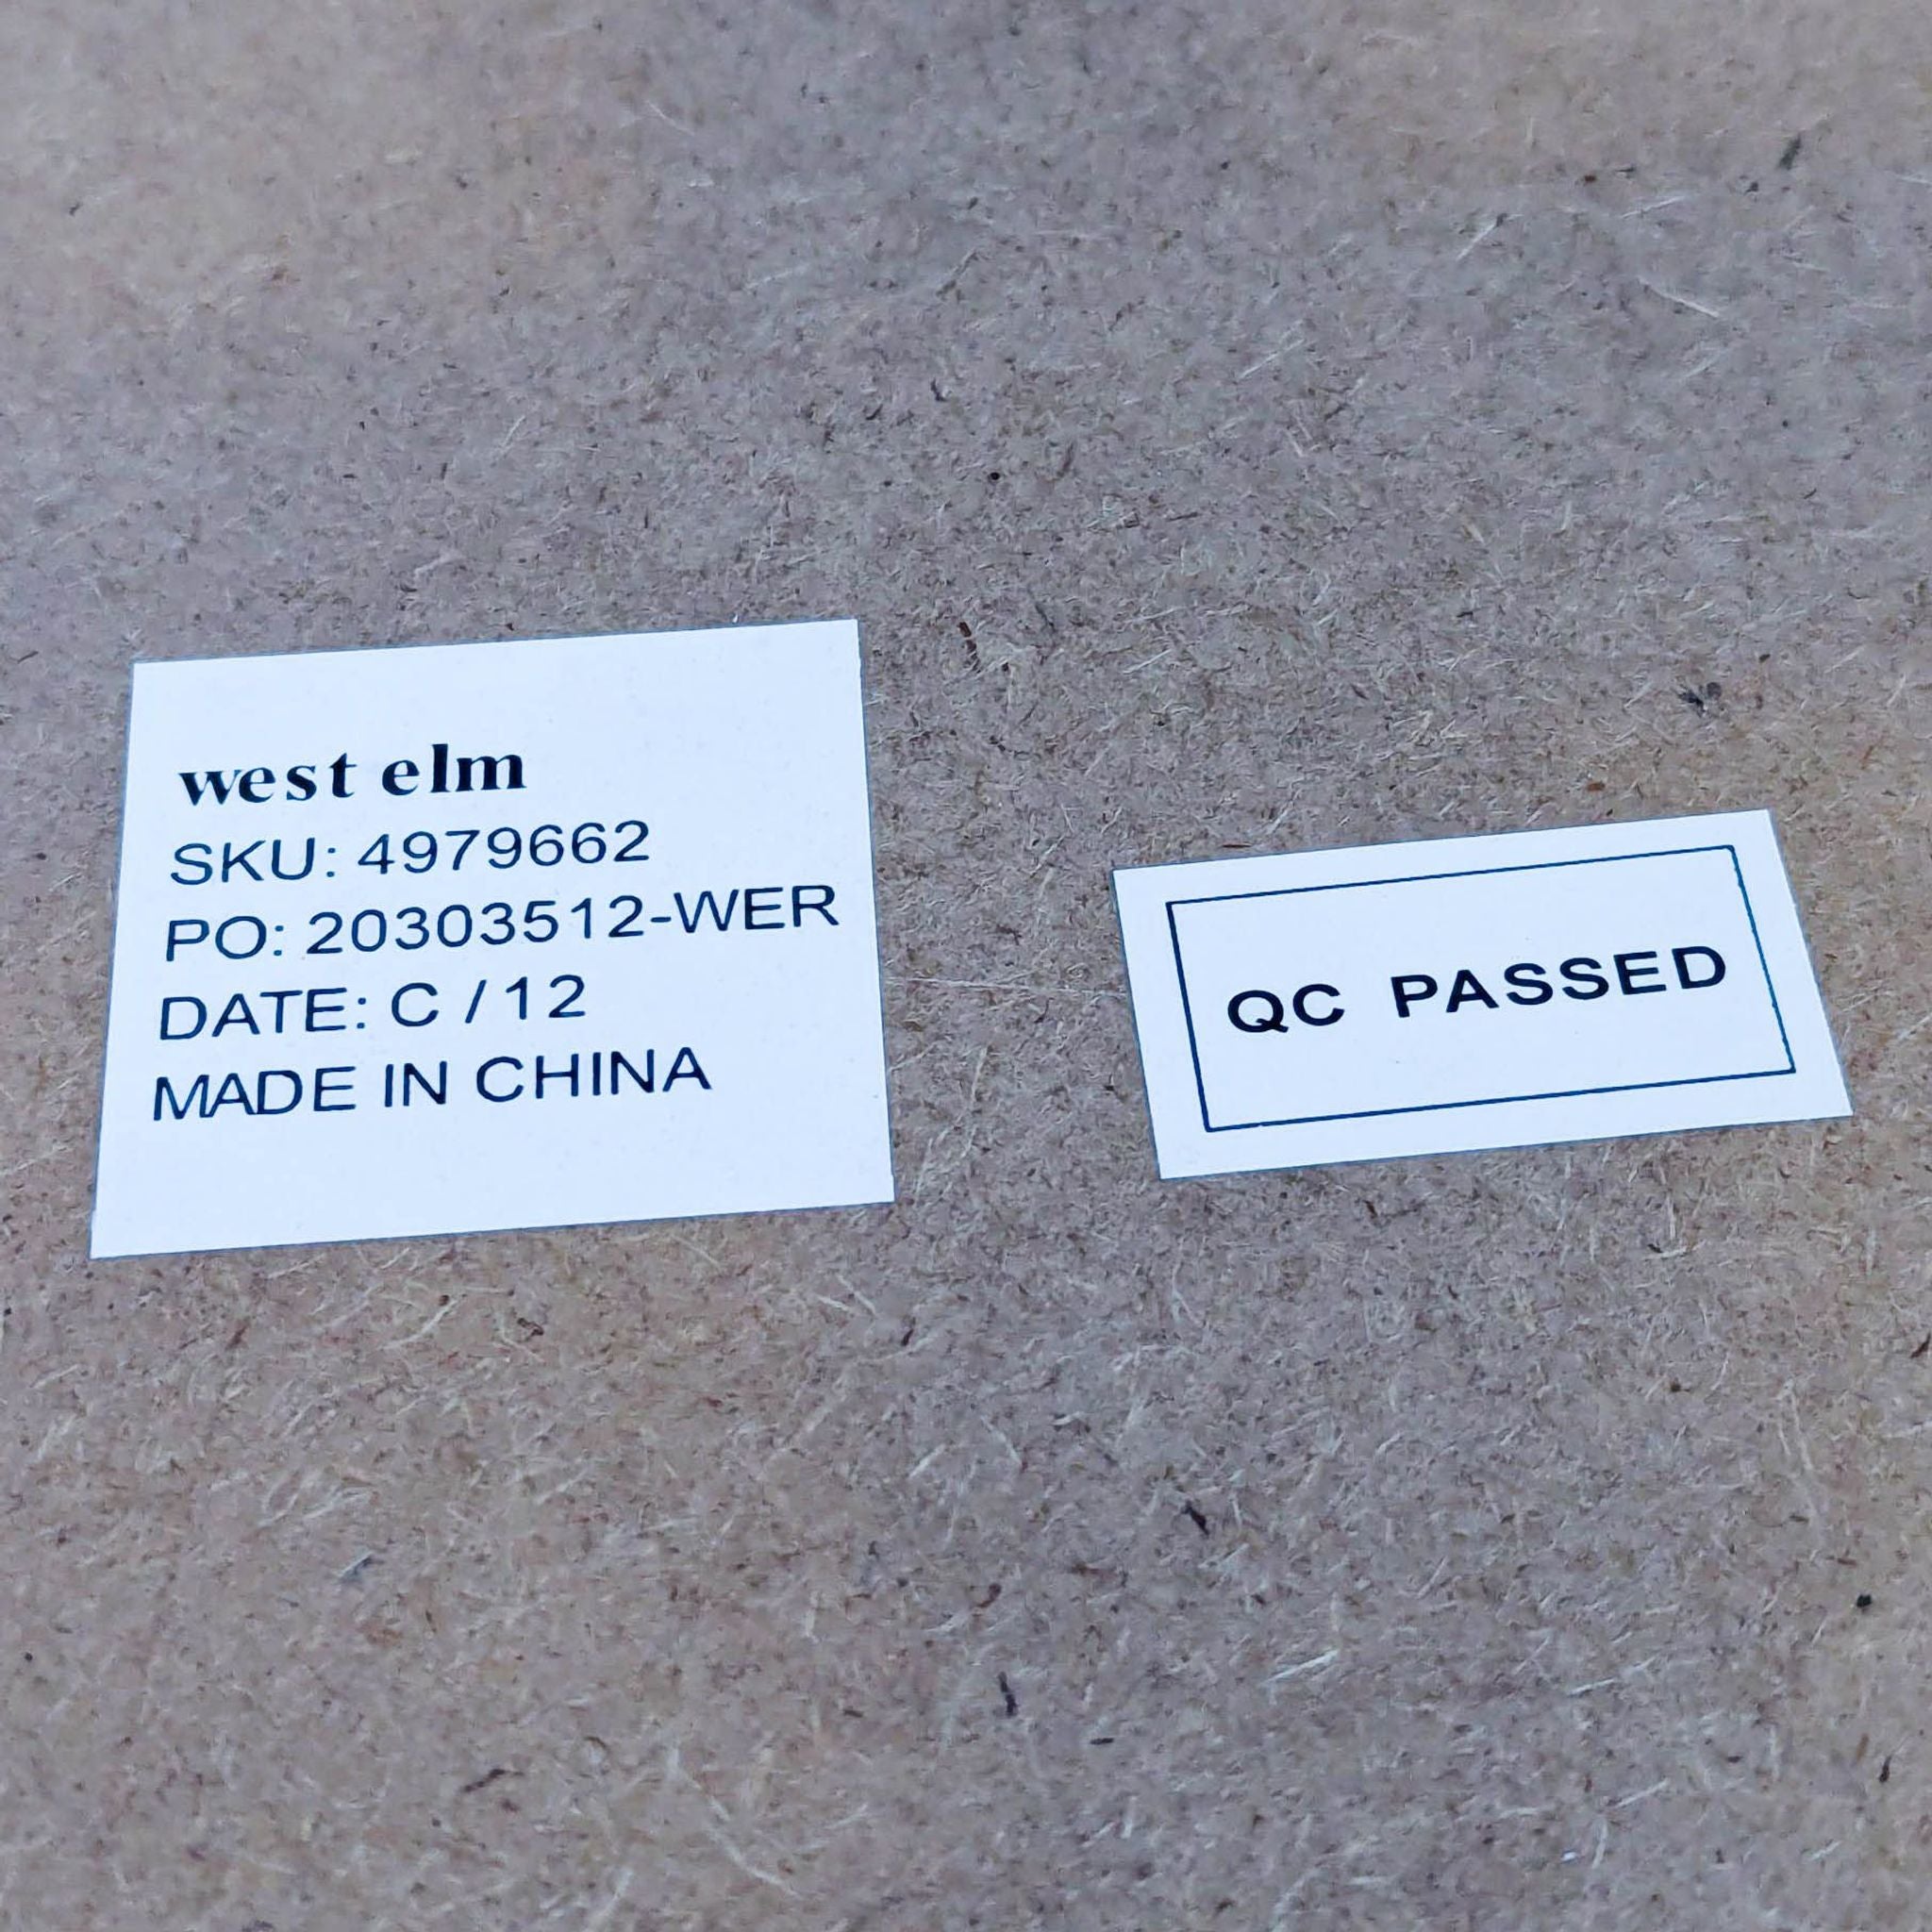 west elm
SKU: 4979662
PO: 20303512-WER
DATE: C / 12
MADE IN CHINA
QC PASSED